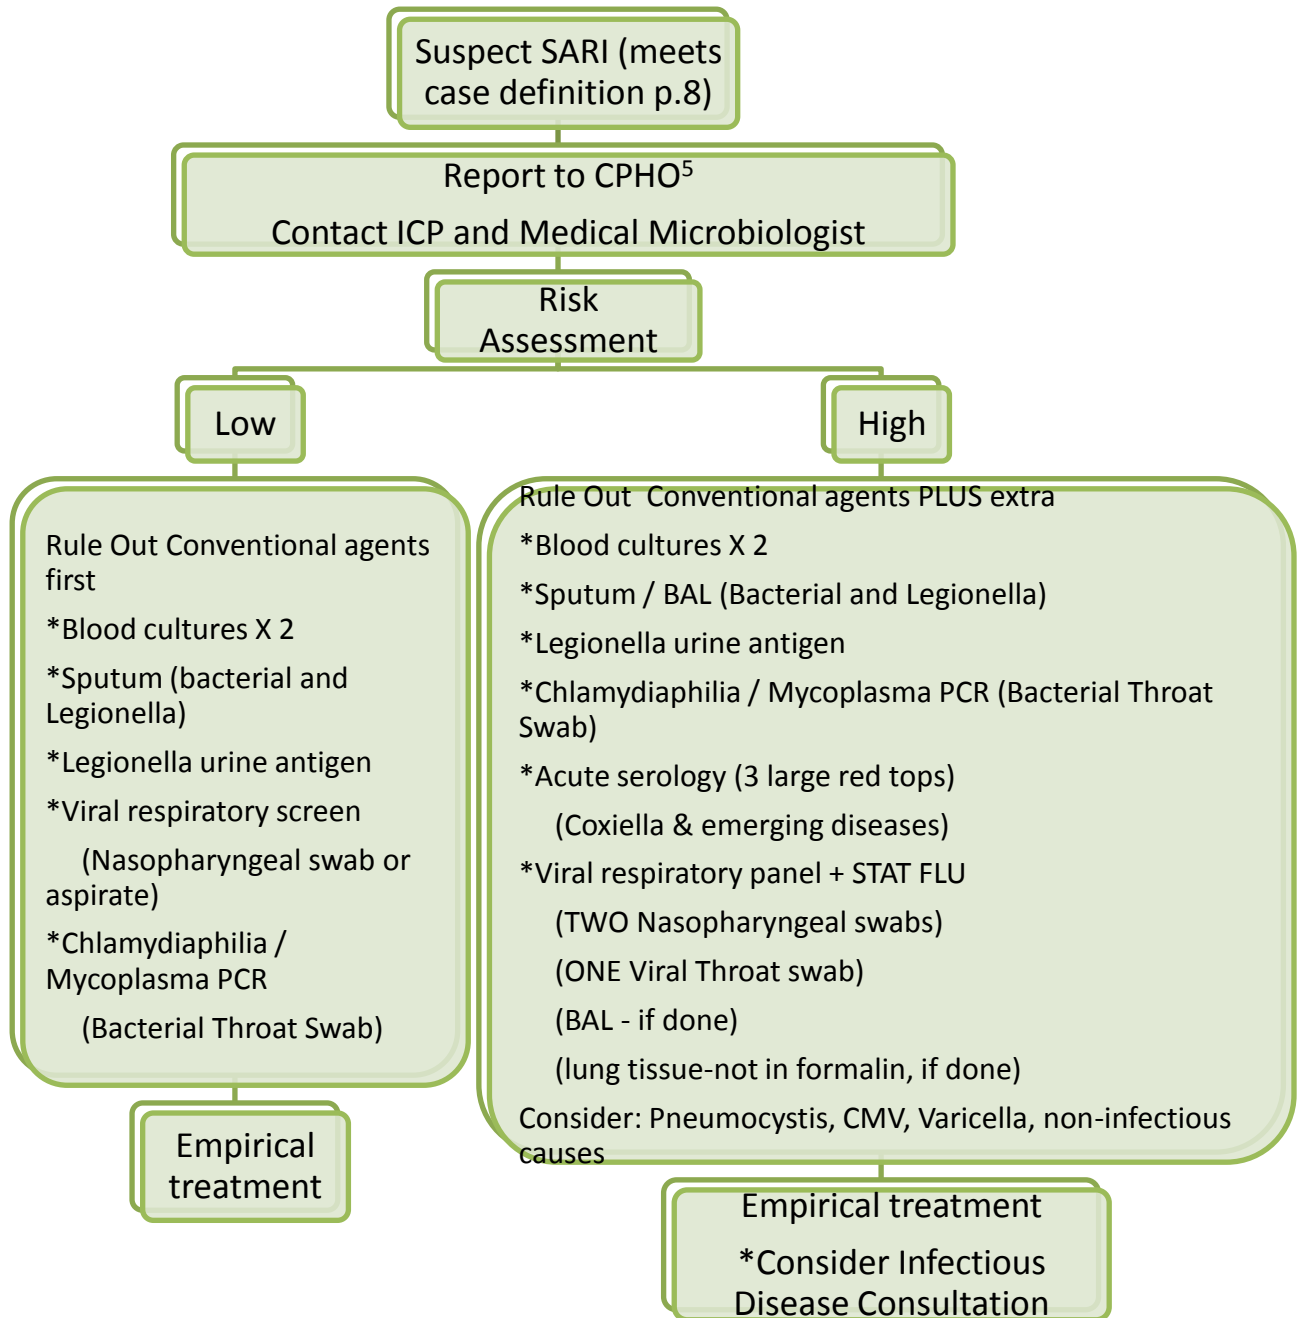 Suspect SARI (meets
case definition p.8)
Report to CPHO⁵
Contact ICP and Medical Microbiologist
Risk
Assessment
Low
High
Rule Out Conventional agents
first
*Blood cultures X 2
*Sputum (bacterial and
Legionella)
*Legionella urine antigen
*Viral respiratory screen
(Nasopharyngeal swab or
aspirate)
*Chlamydiaphilia /
Mycoplasma PCR
(Bacterial Throat Swab)
Empirical
treatment
Rule Out  Conventional agents PLUS extra
*Blood cultures X 2
*Sputum / BAL (Bacterial and Legionella)
*Legionella urine antigen
*Chlamydiaphilia / Mycoplasma PCR (Bacterial Throat
Swab)
*Acute serology (3 large red tops)
(Coxiella & emerging diseases)
*Viral respiratory panel + STAT FLU
(TWO Nasopharyngeal swabs)
(ONE Viral Throat swab)
(BAL - if done)
(lung tissue-not in formalin, if done)
Consider: Pneumocystis, CMV, Varicella, non-infectious
causes
Empirical treatment
*Consider Infectious
Disease Consultation